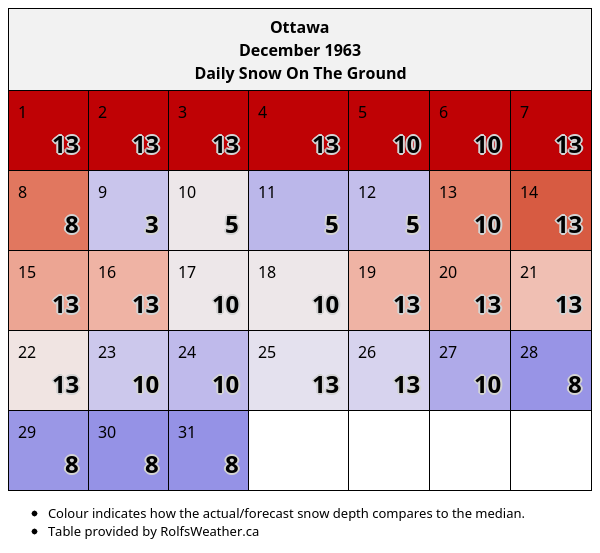 Ottawa
December 1963
Daily Snow On The Ground
1 2 3 4 5 6 7
13 13 13 13 10 10 13
8 9 10 11 12 13 14
8 3 5 5 5 10 13
15 16 17 18 19 20 21
13 13 10 10 13 13 13
22 23 24 25 26 27 28
13 10 10 13 13 10 8
29 30 31
8 8 8
• Colour indicates how the actual/forecast snow depth compares to the median.
• Table provided by RolfsWeather.ca